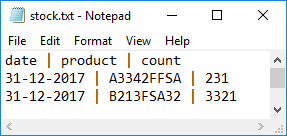 stock.txt - Notepad
File Edit Format View Help
date | product | count
31-12-2017 | A3342FFSA | 231
31-12-2017 | B213FSA32 | 3321